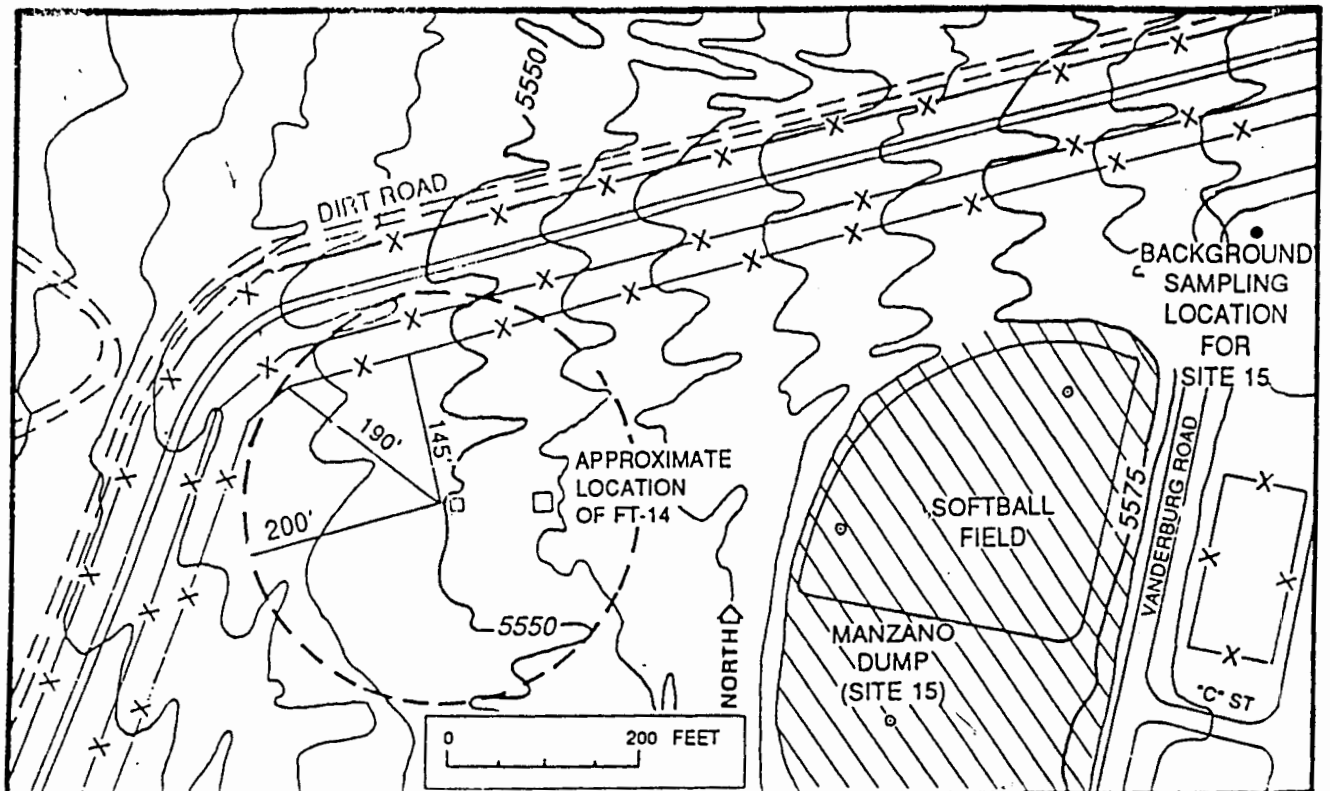 5550
DIRT ROAD
BACKGROUND
SAMPLING
LOCATION
FOR
SITE 15
190'
145'
APPROXIMATE
LOCATION
OF FT-14
200'
SOFTBALL
FIELD
5575
VANDERBURG ROAD
5550
NORTH
MANZANO
DUMP
(SITE 15)
"C" ST
0 200 FEET